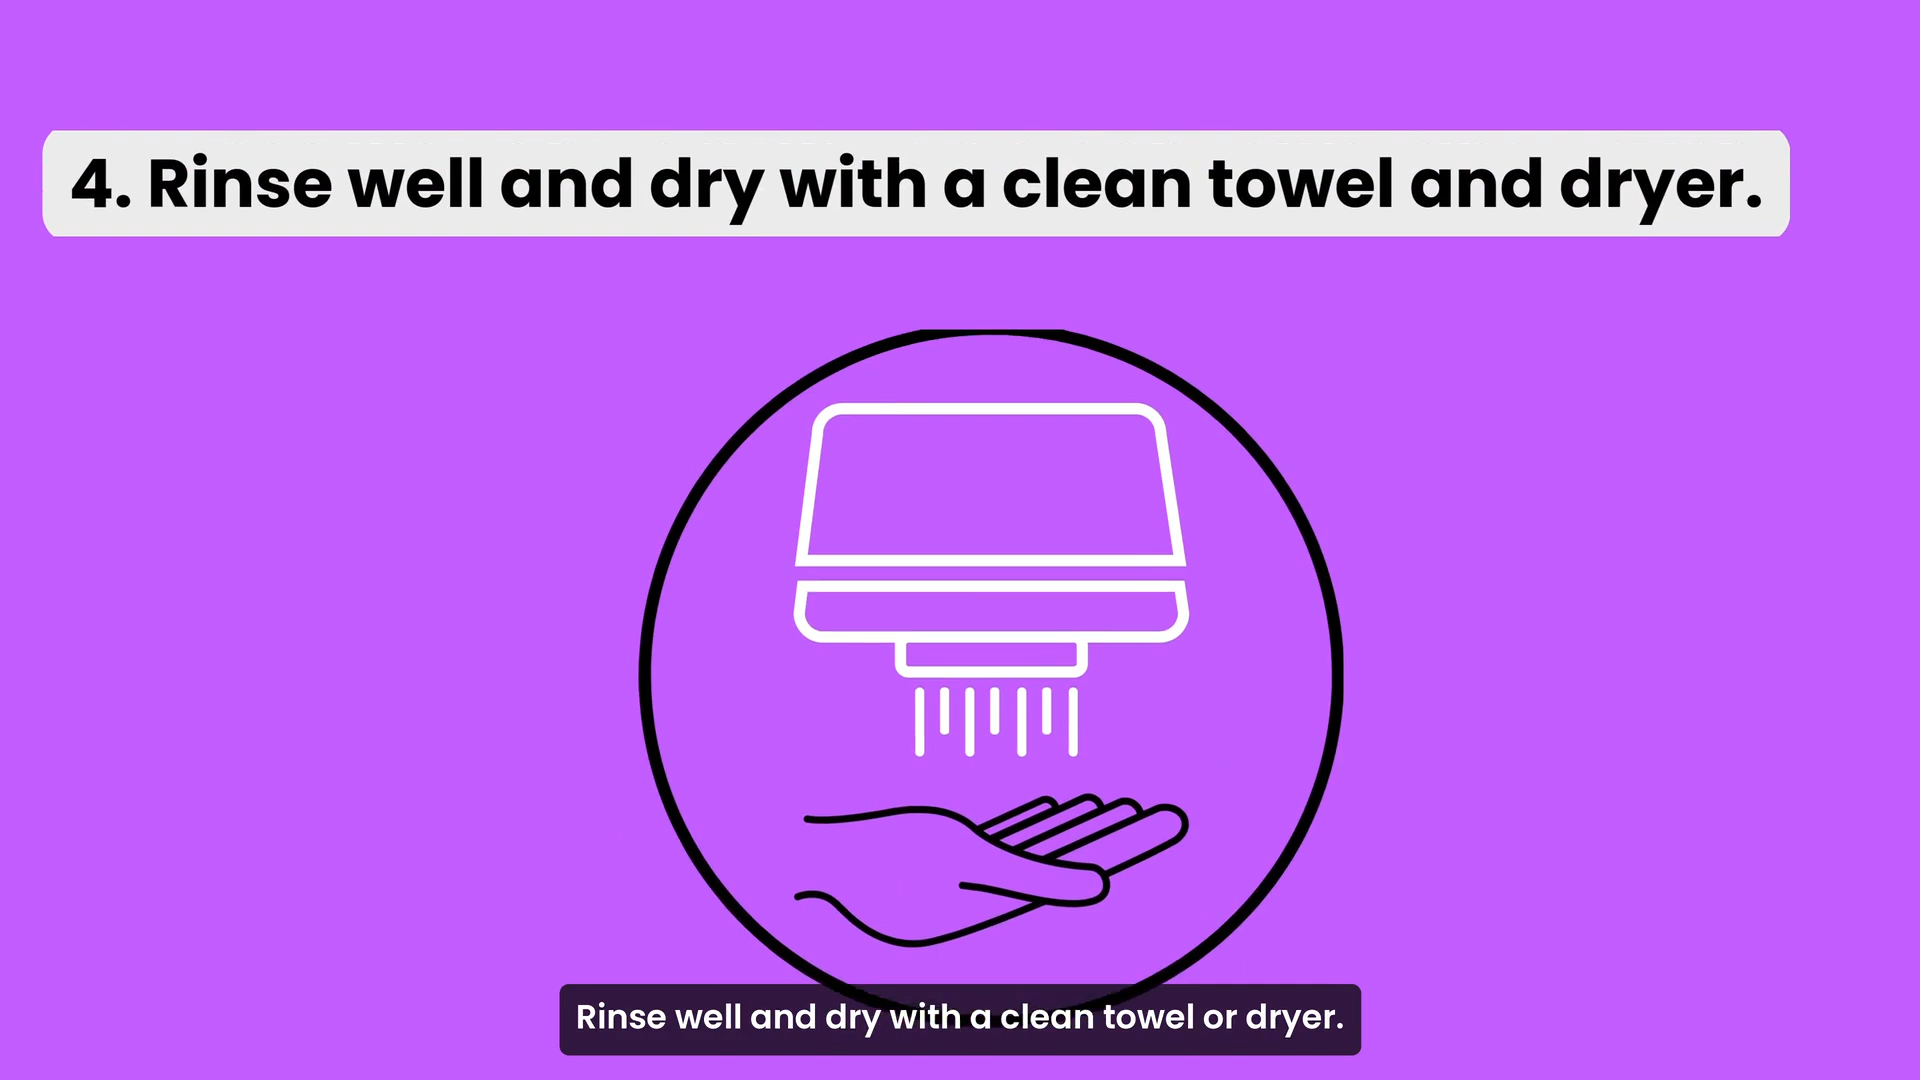 4. Rinse well and dry with a clean towel and dryer.
Rinse well and dry with a clean towel or dryer.